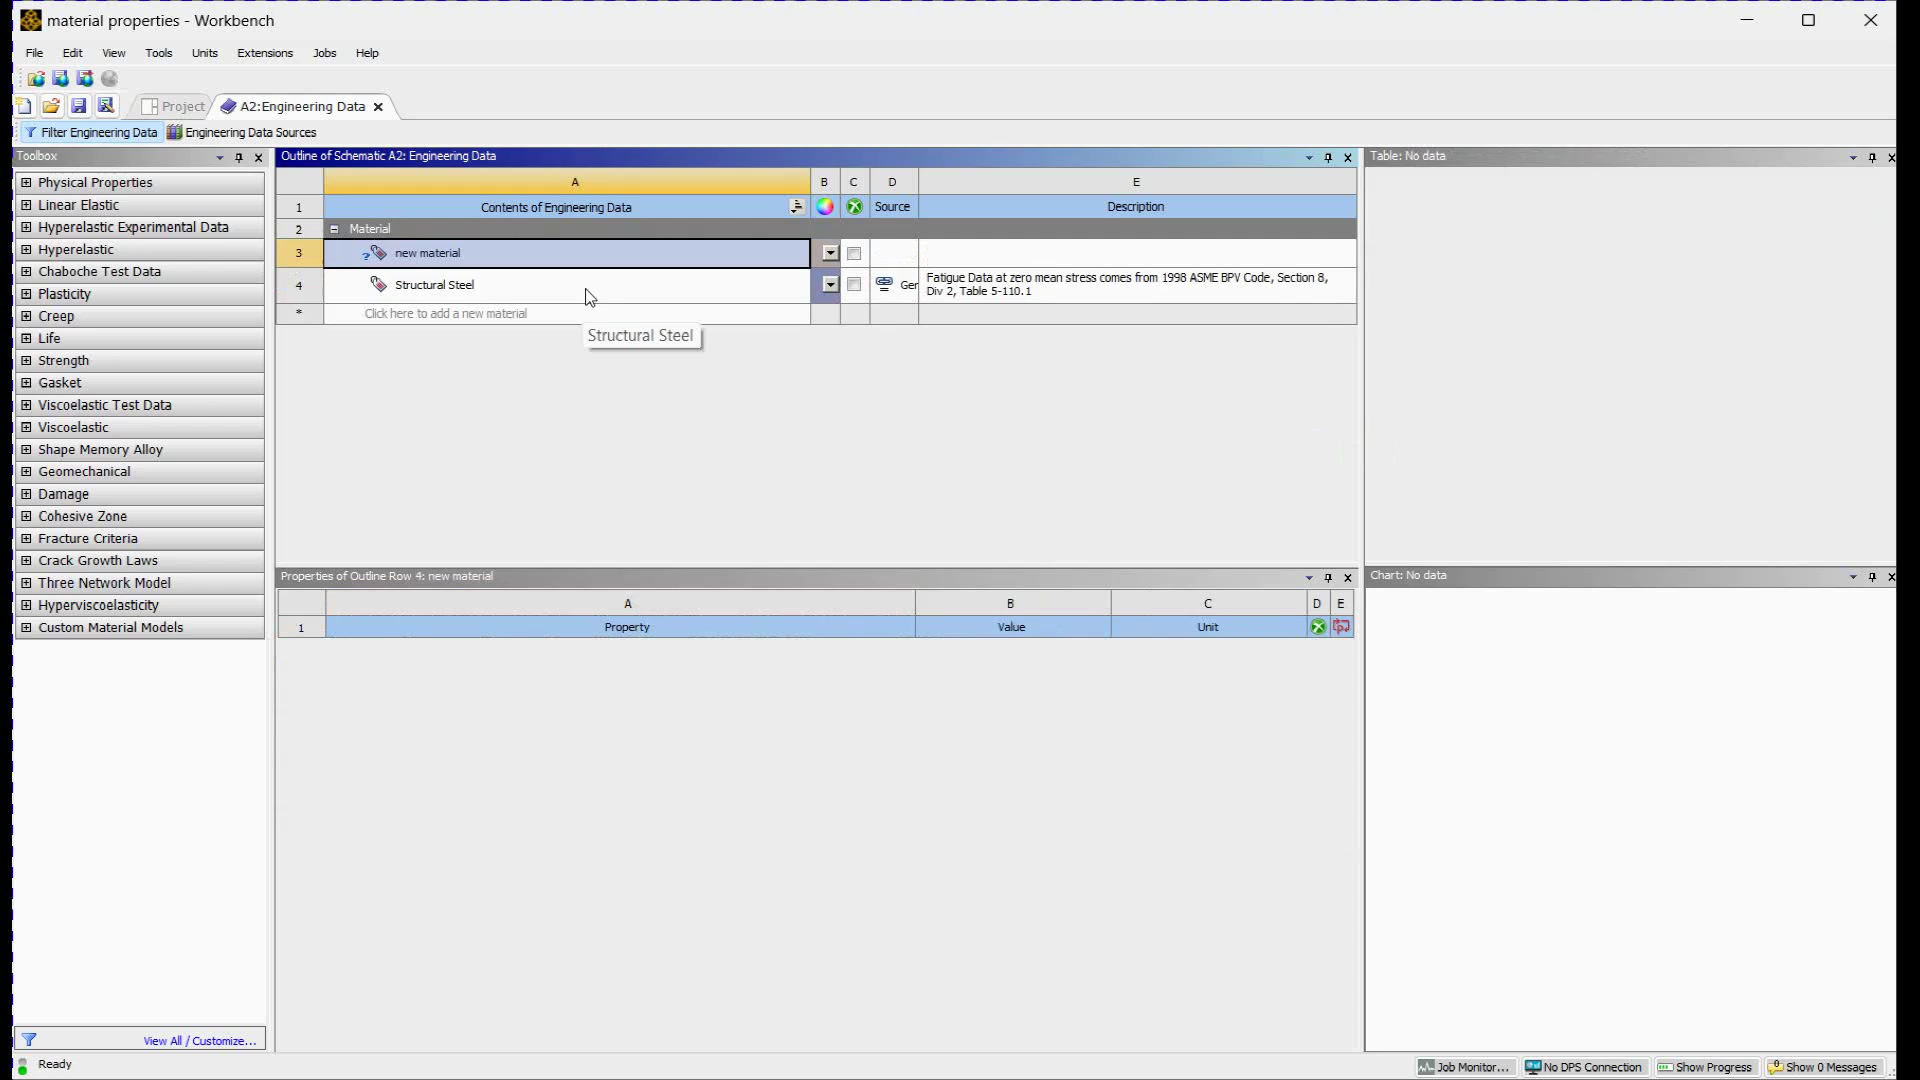 material properties - Workbench
File Edit View Tools Units Extensions Jobs Help
Project A2:Engineering Data
Filter Engineering Data Engineering Data Sources
Toolbox
Physical Properties
Linear Elastic
Hyperelastic Experimental Data
Hyperelastic
Chaboche Test Data
Plasticity
Creep
Life
Strength
Gasket
Viscoelastic Test Data
Viscoelastic
Shape Memory Alloy
Geomechanical
Damage
Cohesive Zone
Fracture Criteria
Crack Growth Laws
Three Network Model
Hyperviscoelasticity
Custom Material Models
View All / Customize...
Outline of Schematic A2: Engineering Data
A B C D E
1 Contents of Engineering Data Source Description
2 Material
3 new material
4 Structural Steel Ger Fatigue Data at zero mean stress comes from 1998 ASME BPV Code, Section 8,
Div 2, Table 5-110.1
* Click here to add a new material
Structural Steel
Properties of Outline Row 4: new material
A B C D E
1 Property Value Unit
Table: No data
Chart: No data
Ready
Job Monitor... No DPS Connection Show Progress Show 0 Messages